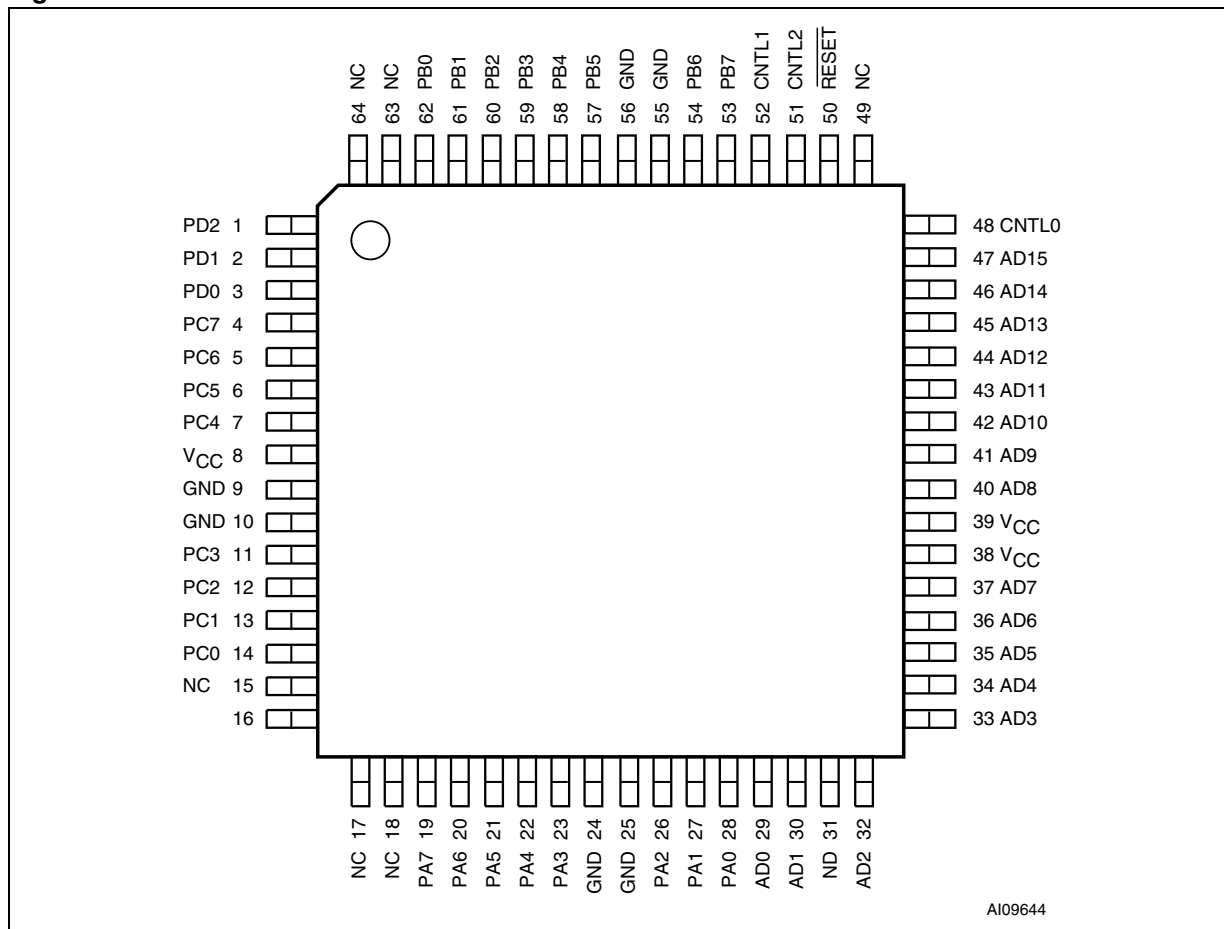 64 NC
63 NC
62 PB0
61 PB1
60 PB2
59 PB3
58 PB4
57 PB5
56 GND
55 GND
54 PB6
53 PB7
52 CNTL1
51 CNTL2
50 RESET
49 NC
PD2 1
PD1 2
PD0 3
PC7 4
PC6 5
PC5 6
PC4 7
VCC 8
GND 9
GND 10
PC3 11
PC2 12
PC1 13
PC0 14
NC 15
16
48 CNTL0
47 AD15
46 AD14
45 AD13
44 AD12
43 AD11
42 AD10
41 AD9
40 AD8
39 VCC
38 VCC
37 AD7
36 AD6
35 AD5
34 AD4
33 AD3
NC 17
NC 18
PA7 19
PA6 20
PA5 21
PA4 22
PA3 23
GND 24
GND 25
PA2 26
PA1 27
PA0 28
AD0 29
AD1 30
ND 31
AD2 32
AI09644